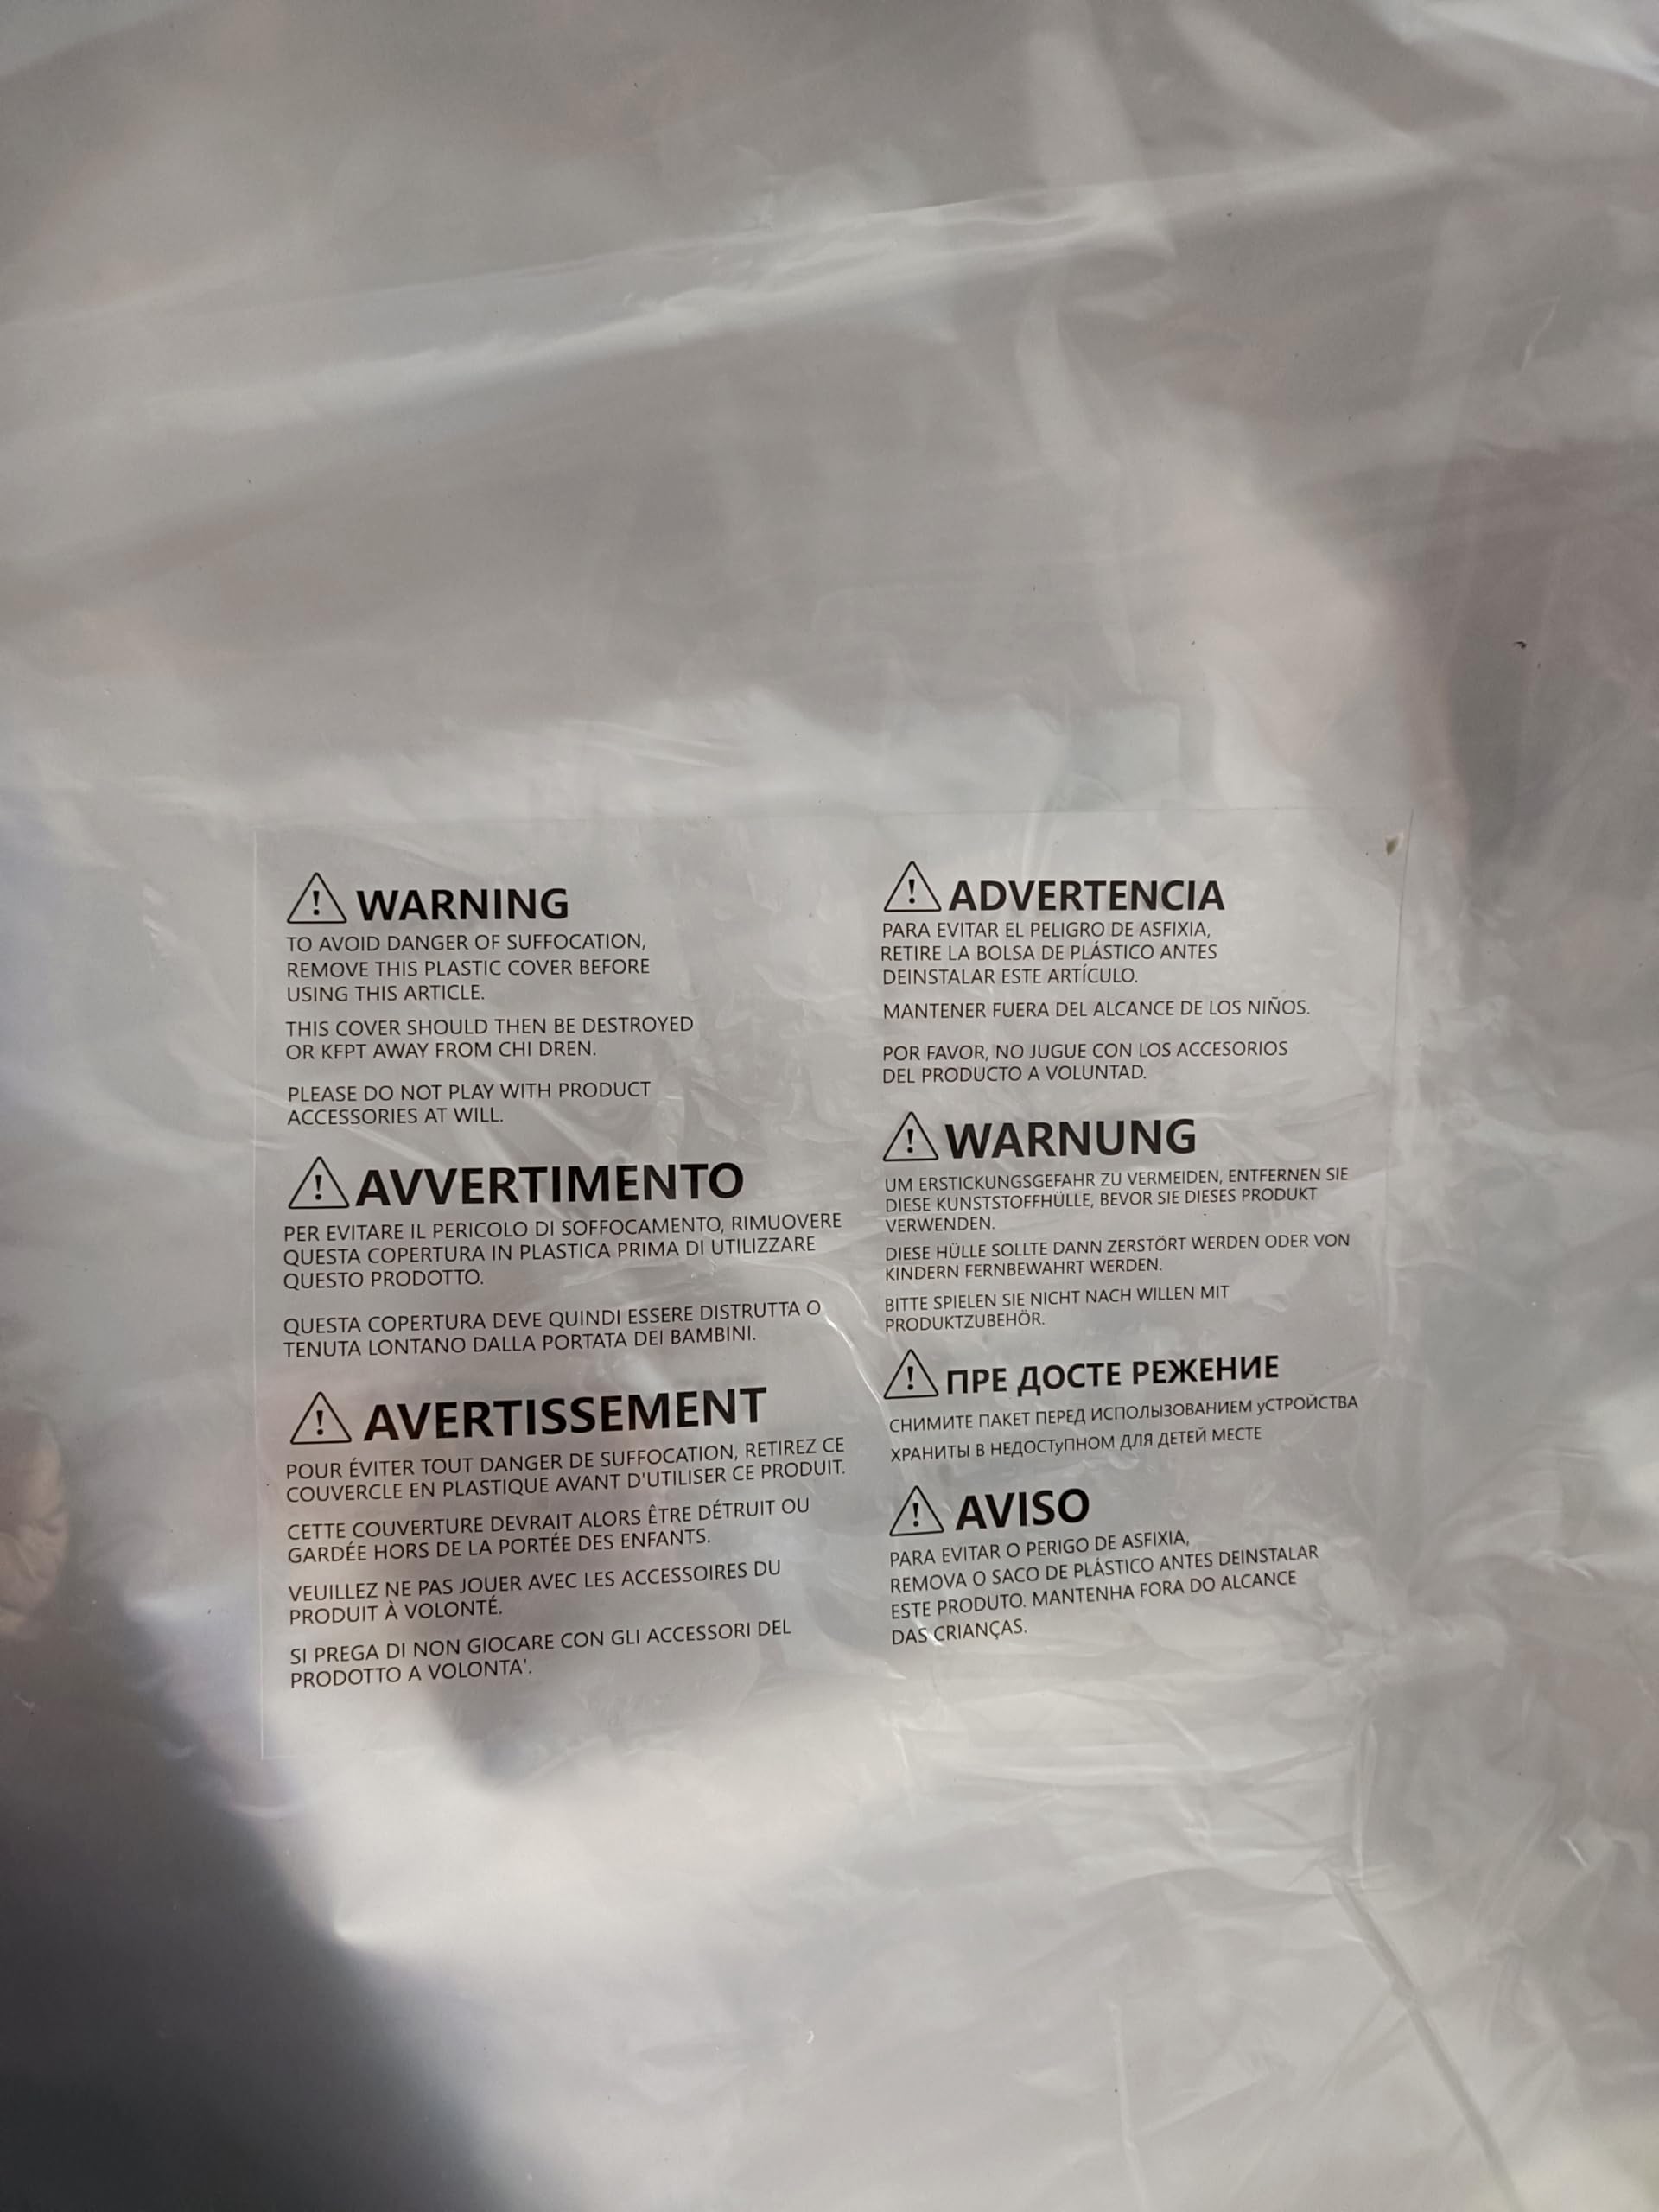 WARNING
TO AVOID DANGER OF SUFFOCATION,
REMOVE THIS PLASTIC COVER BEFORE
USING THIS ARTICLE.
THIS COVER SHOULD THEN BE DESTROYED
OR KFPT AWAY FROM CHI DREN.
PLEASE DO NOT PLAY WITH PRODUCT
ACCESSORIES AT WILL.
AVVERTIMENTO
PER EVITARE IL PERICOLO DI SOFFOCAMENTO, RIMUOVERE
QUESTA COPERTURA IN PLASTICA PRIMA DI UTILIZZARE
QUESTO PRODOTTO.
QUESTA COPERTURA DEVE QUINDI ESSERE DISTRUTTA O
TENUTA LONTANO DALLA PORTATA DEI BAMBINI.
AVERTISSEMENT
POUR ÉVITER TOUT DANGER DE SUFFOCATION, RETIREZ CE
COUVERCLE EN PLASTIQUE AVANT D'UTILISER CE PRODUIT.
CETTE COUVERTURE DEVRAIT ALORS ÊTRE DÉTRUIT OU
GARDÉE HORS DE LA PORTÉE DES ENFANTS.
VEUILLEZ NE PAS JOUER AVEC LES ACCESSOIRES DU
PRODUIT À VOLONTÉ.
SI PREGA DI NON GIOCARE CON GLI ACCESSORI DEL
PRODOTTO A VOLONTA'.
ADVERTENCIA
PARA EVITAR EL PELIGRO DE ASFIXIA,
RETIRE LA BOLSA DE PLÁSTICO ANTES
DEINSTALAR ESTE ARTÍCULO.
MANTENER FUERA DEL ALCANCE DE LOS NIÑOS.
POR FAVOR, NO JUGUE CON LOS ACCESORIOS
DEL PRODUCTO A VOLUNTAD.
WARNUNG
UM ERSTICKUNGSGEFAHR ZU VERMEIDEN, ENTFERNEN SIE
DIESE KUNSTSTOFFHÜLLE, BEVOR SIE DIESES PRODUKT
VERWENDEN.
DIESE HÜLLE SOLLTE DANN ZERSTÖRT WERDEN ODER VON
KINDERN FERNBEWAHRT WERDEN.
BITTE SPIELEN SIE NICHT NACH WILLEN MIT
PRODUKTZUBEHÖR.
ПРЕ ДОСТЕ РЕЖЕНИЕ
СНИМИТЕ ПАКЕТ ПЕРЕД ИСПОЛЫЗОВАНИЕМ уСТРОЙСТВА
ХРАНИТЫ В НЕДОСТуПНОМ ДЛЯ ДЕТЕЙ МЕСТЕ
AVISO
PARA EVITAR O PERIGO DE ASFIXIA,
REMOVA O SACO DE PLÁSTICO ANTES DEINSTALAR
ESTE PRODUTO. MANTENHA FORA DO ALCANCE
DAS CRIANÇAS.